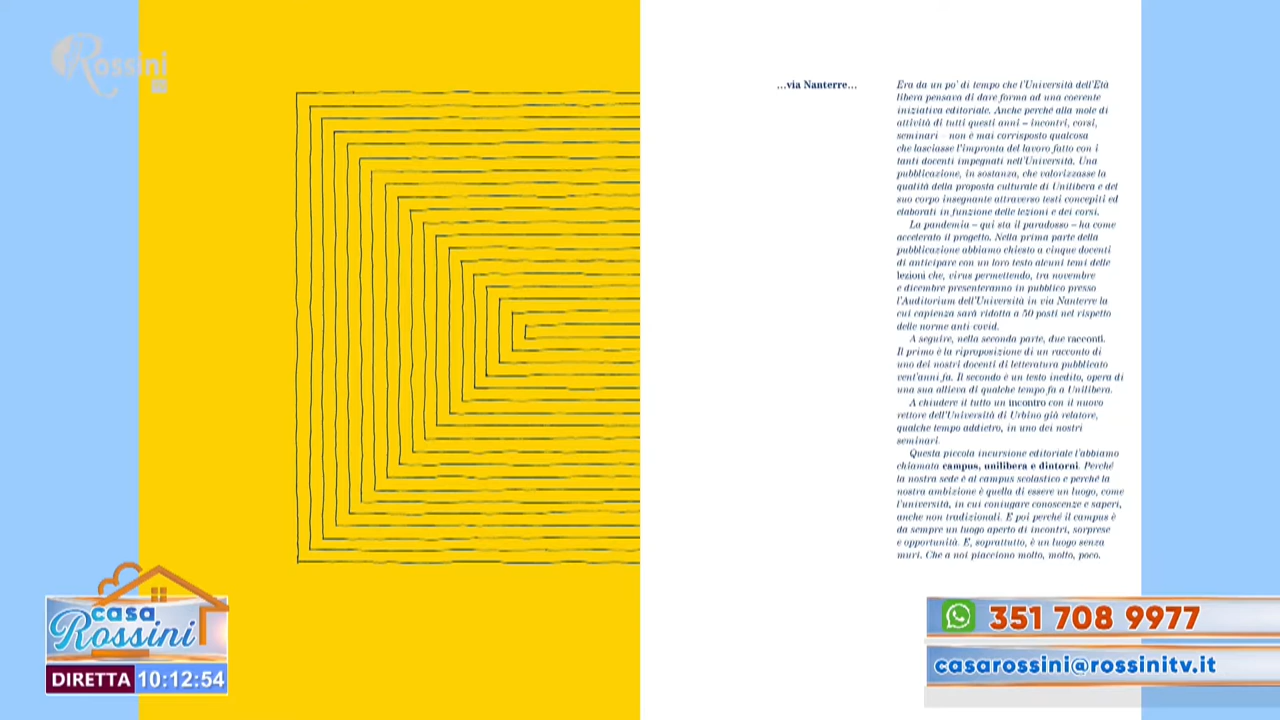 Rossini
...via Nanterre...
Era da un po' di tempo che l'Università dell'Età
libera pensava di dare forma ad una coerente
iniziativa editoriale. Anche perché alla mole di
attività di tutti questi anni – incontri, corsi,
seminari – non è mai corrisposto qualcosa
che lasciasse l'impronta del lavoro fatto con i
tanti docenti impegnati nell'Università. Una
pubblicazione, in sostanza, che valorizzasse la
qualità della proposta culturale di Unilibera e del
suo corpo insegnante attraverso testi concepiti ed
elaborati in funzione delle lezioni e dei corsi.
La pandemia – qui sta il paradosso – ha come
accelerato il progetto. Nella prima parte della
pubblicazione abbiamo chiesto a cinque docenti
di anticipare con un loro testo alcuni temi delle
lezioni che, virus permettendo, tra novembre
e dicembre presenteranno in pubblico presso
l'Auditorium dell'Università in via Nanterre la
cui capienza sarà ridotta a 50 posti nel rispetto
delle norme anti covid.
A seguire, nella seconda parte, due racconti.
Il primo è la riproposizione di un racconto di
uno dei nostri docenti di letteratura pubblicato
vent'anni fa. Il secondo è un testo inedito, opera di
una sua allieva di qualche tempo fa a Unilibera.
A chiudere il tutto un incontro con il nuovo
rettore dell'Università di Urbino già relatore,
qualche tempo addietro, in uno dei nostri
seminari.
Questa piccola incursione editoriale l'abbiamo
chiamata campus, unilibera e dintorni. Perché
la nostra sede è al campus scolastico e perché la
nostra ambizione è quella di essere un luogo, come
l'università, in cui coniugare conoscenze e saperi,
anche non tradizionali. E poi perché il campus è
da sempre un luogo aperto di incontri, sorprese
e opportunità. E, soprattutto, è un luogo senza
muri. Che a noi piacciono molto, molto, poco.
casa
Rossini
DIRETTA 10:12:54
351 708 9977
casarossini@rossinitv.it